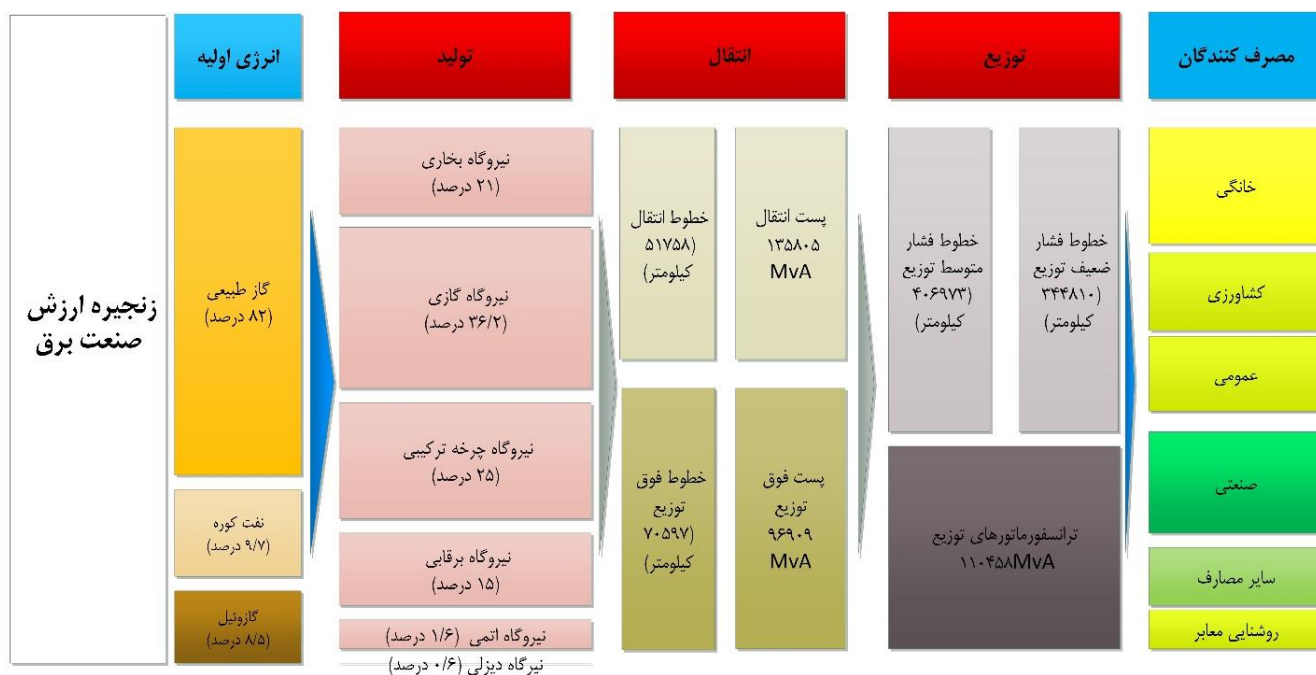 زنجیره ارزش
صنعت برق
انرژی اولیه
گاز طبیعی
(۸۲ درصد)
نفت کوره
(۹/۷ درصد)
گازوئیل
(۸/۵ درصد)
تولید
نیروگاه بخاری
(۲۱ درصد)
نیروگاه گازی
(۳۶/۲ درصد)
نیروگاه چرخه ترکیبی
(۲۵ درصد)
نیروگاه برقابی
(۱۵ درصد)
نیروگاه اتمی (۱/۶ درصد)
نیرگاه دیزلی (۰/۶ درصد)
انتقال
خطوط انتقال
(۵۱۷۵۸
کیلومتر)
پست انتقال
۱۳۵۸۰۵
MvA
خطوط فوق
توزیع
(۷۰۵۹۷
کیلومتر)
پست فوق
توزیع
۹۶۹۰۹
MvA
توزیع
خطوط فشار
متوسط توزیع
(۴۰۶۹۷۳
کیلومتر)
خطوط فشار
ضعیف توزیع
(۳۴۴۸۱۰
کیلومتر)
ترانسفورماتورهای توزیع
۱۱۰۴۵۸MvA
مصرف کنندگان
خانگی
کشاورزی
عمومی
صنعتی
سایر مصارف
روشنایی معابر